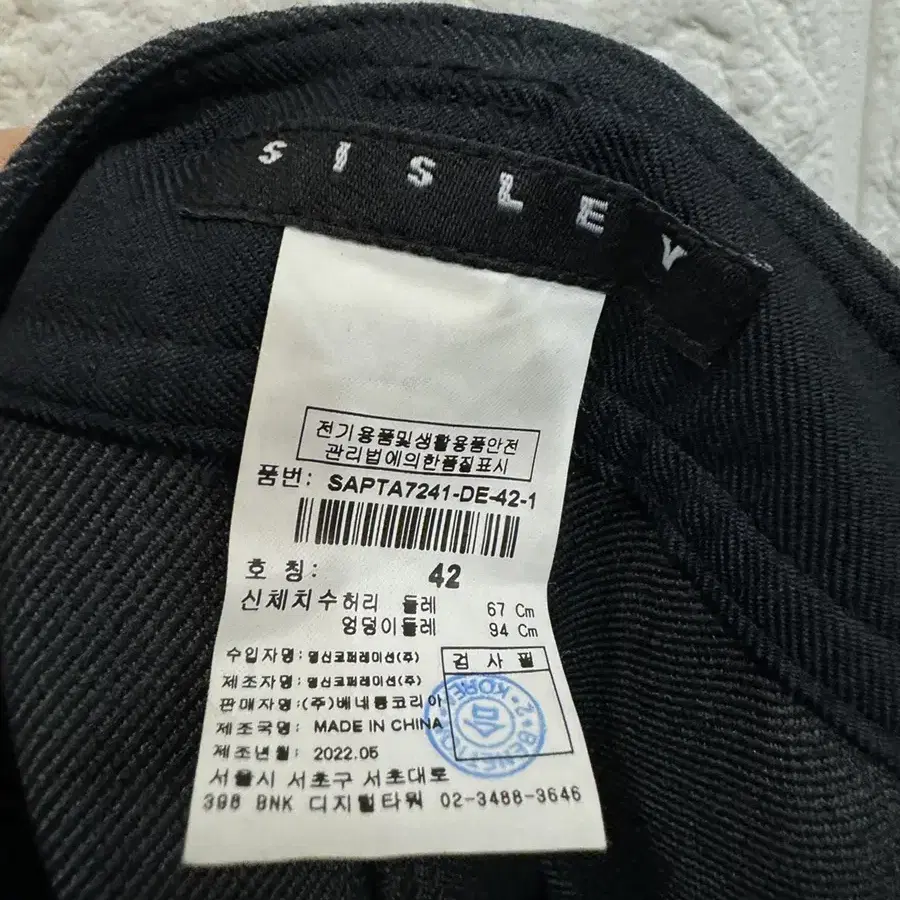 SISLEY
전기용품및생활용품안전
관리법에의한품질표시
품번: SAPTA7241-DE-42-1
호 칭: 42
신체치수 허리 둘레 67 Cm
엉덩이둘레 94 Cm
수입자명: 명신코퍼레이션(주)
검 사 필
제조자명: 명신코퍼레이션(주)
판매자명: (주)베네통코리아
제조국명: MADE IN CHINA
제조년월: 2022.05
서울시 서초구 서초대로
398 BNK 디지털타워 02-3488-3646
KOREA